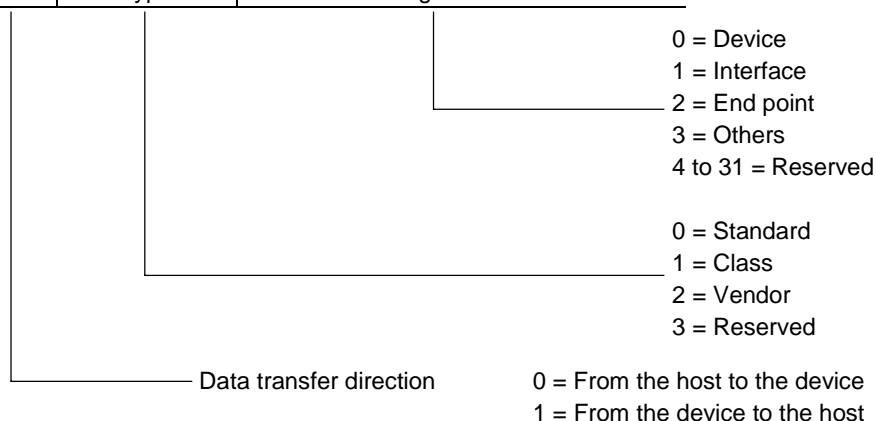 0 = Device
1 = Interface
2 = End point
3 = Others
4 to 31 = Reserved
0 = Standard
1 = Class
2 = Vendor
3 = Reserved
Data transfer direction 0 = From the host to the device
1 = From the device to the host